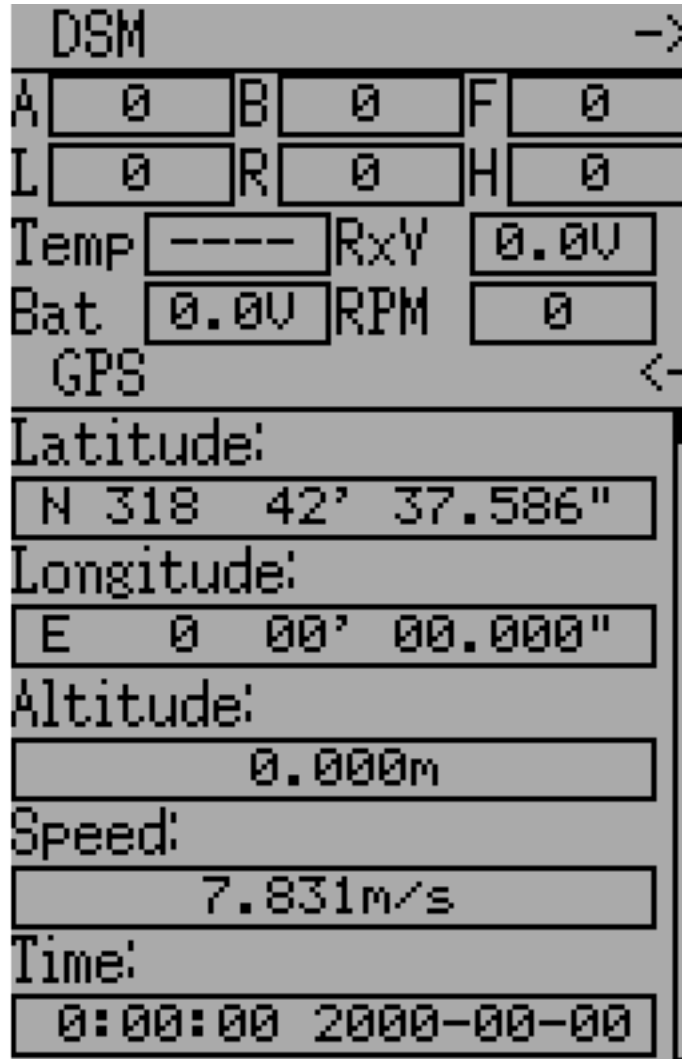 DSM ->
A 0 B 0 F 0
L 0 R 0 H 0
Temp ---- RxV 0.0V
Bat 0.0V RPM 0
GPS <-
Latitude:
N 318 42' 37.586"
Longitude:
E 0 00' 00.000"
Altitude:
0.000m
Speed:
7.831m/s
Time:
0:00:00 2000-00-00